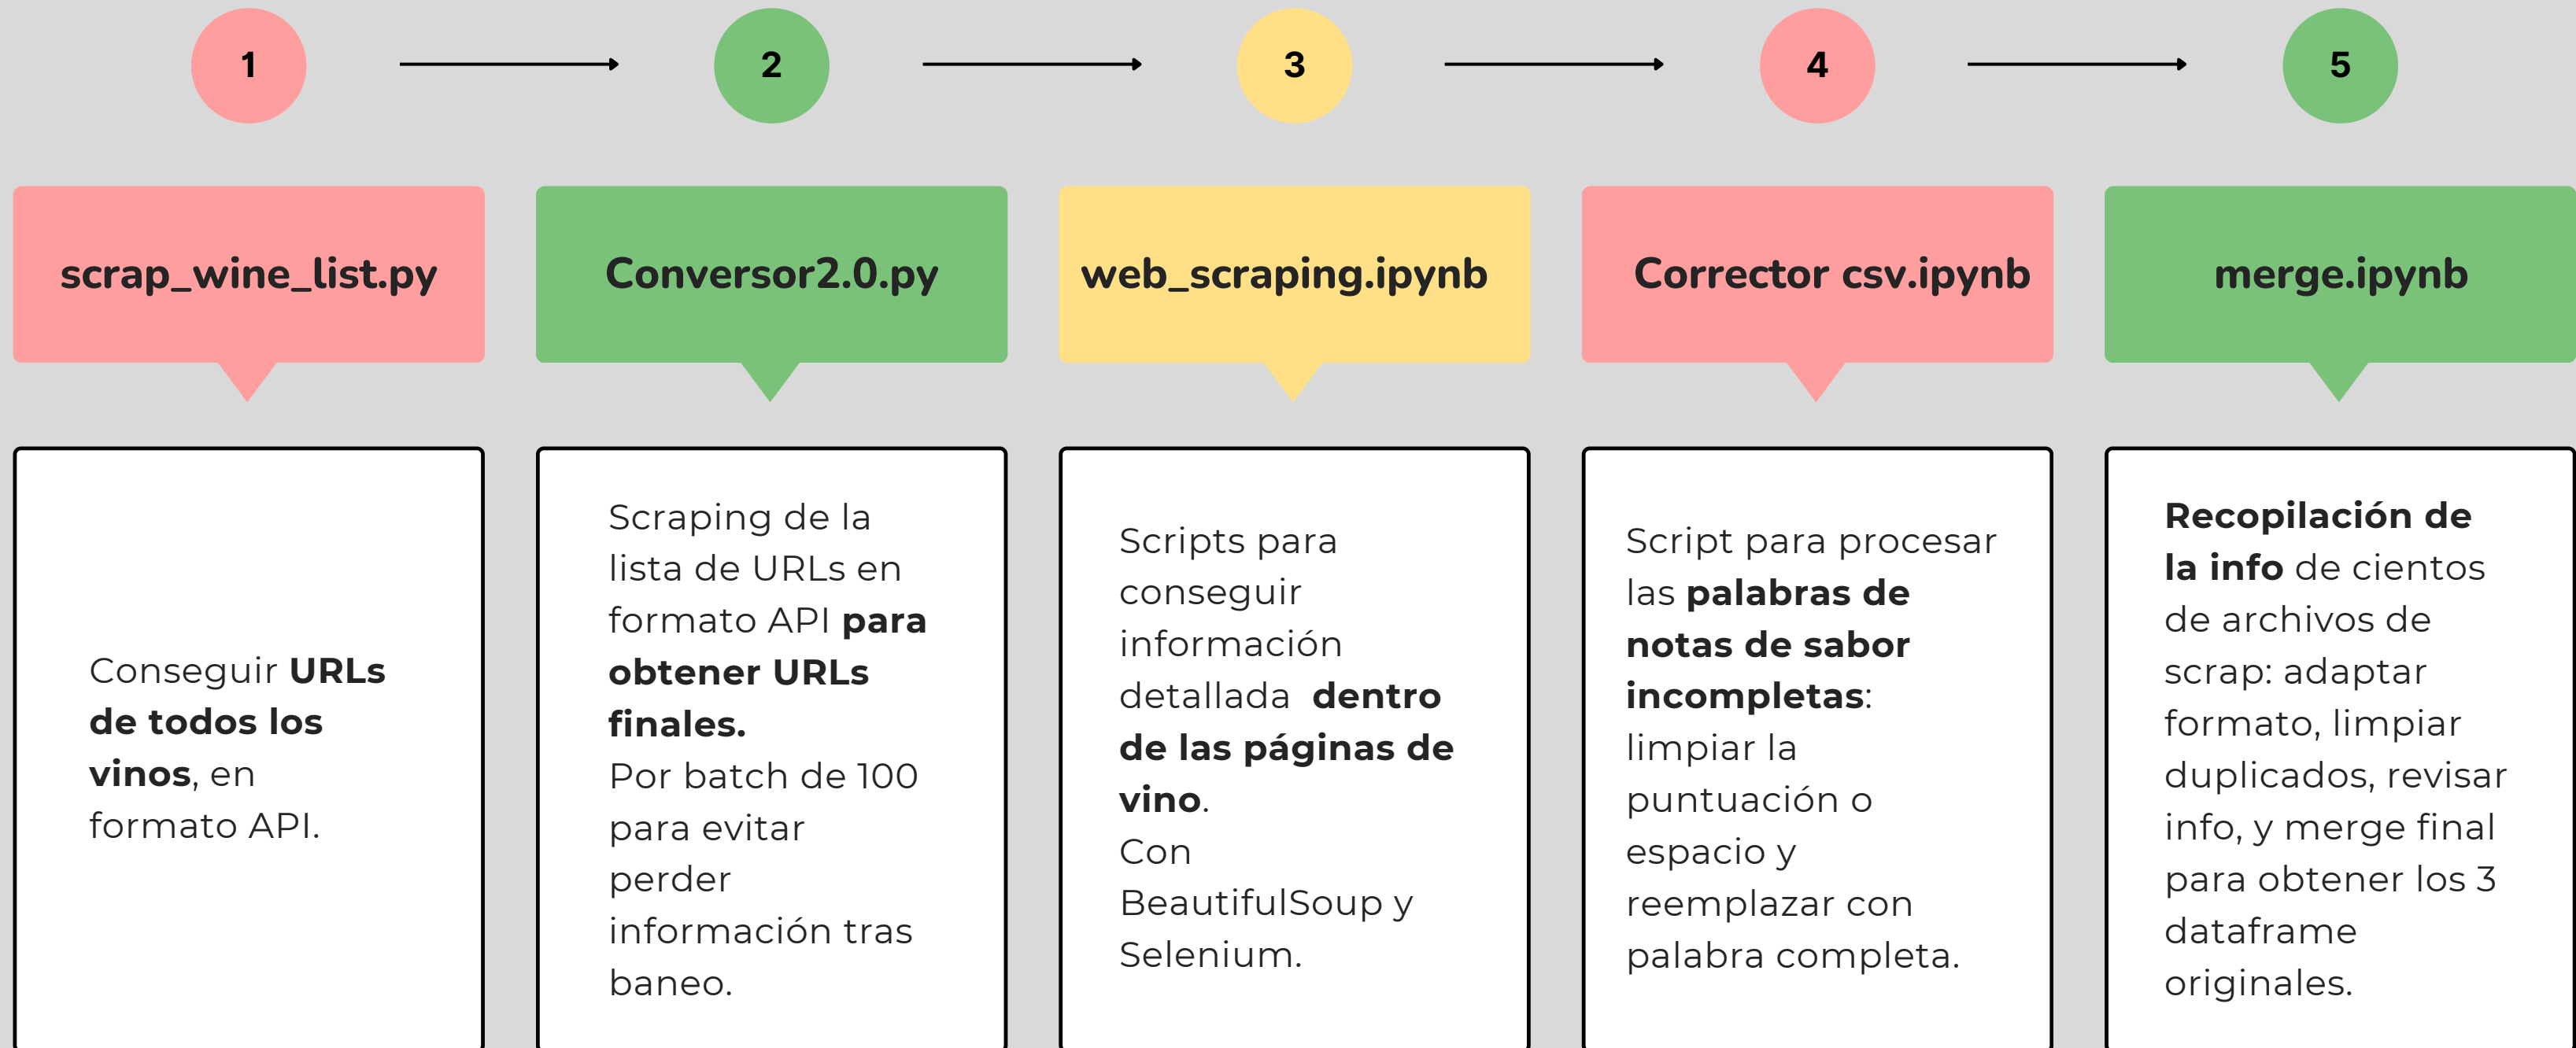 1
2
3
4
5
scrap_wine_list.py
Conversor2.0.py
web_scraping.ipynb
Corrector csv.ipynb
merge.ipynb
Conseguir URLs
de todos los
vinos, en
formato API.
Scraping de la
lista de URLs en
formato API para
obtener URLs
finales.
Por batch de 100
para evitar
perder
información tras
baneo.
Scripts para
conseguir
información
detallada dentro
de las páginas de
vino.
Con
BeautifulSoup y
Selenium.
Script para procesar
las palabras de
notas de sabor
incompletas:
limpiar la
puntuación o
espacio y
reemplazar con
palabra completa.
Recopilación de
la info de cientos
de archivos de
scrap: adaptar
formato, limpiar
duplicados, revisar
info, y merge final
para obtener los 3
dataframe
originales.